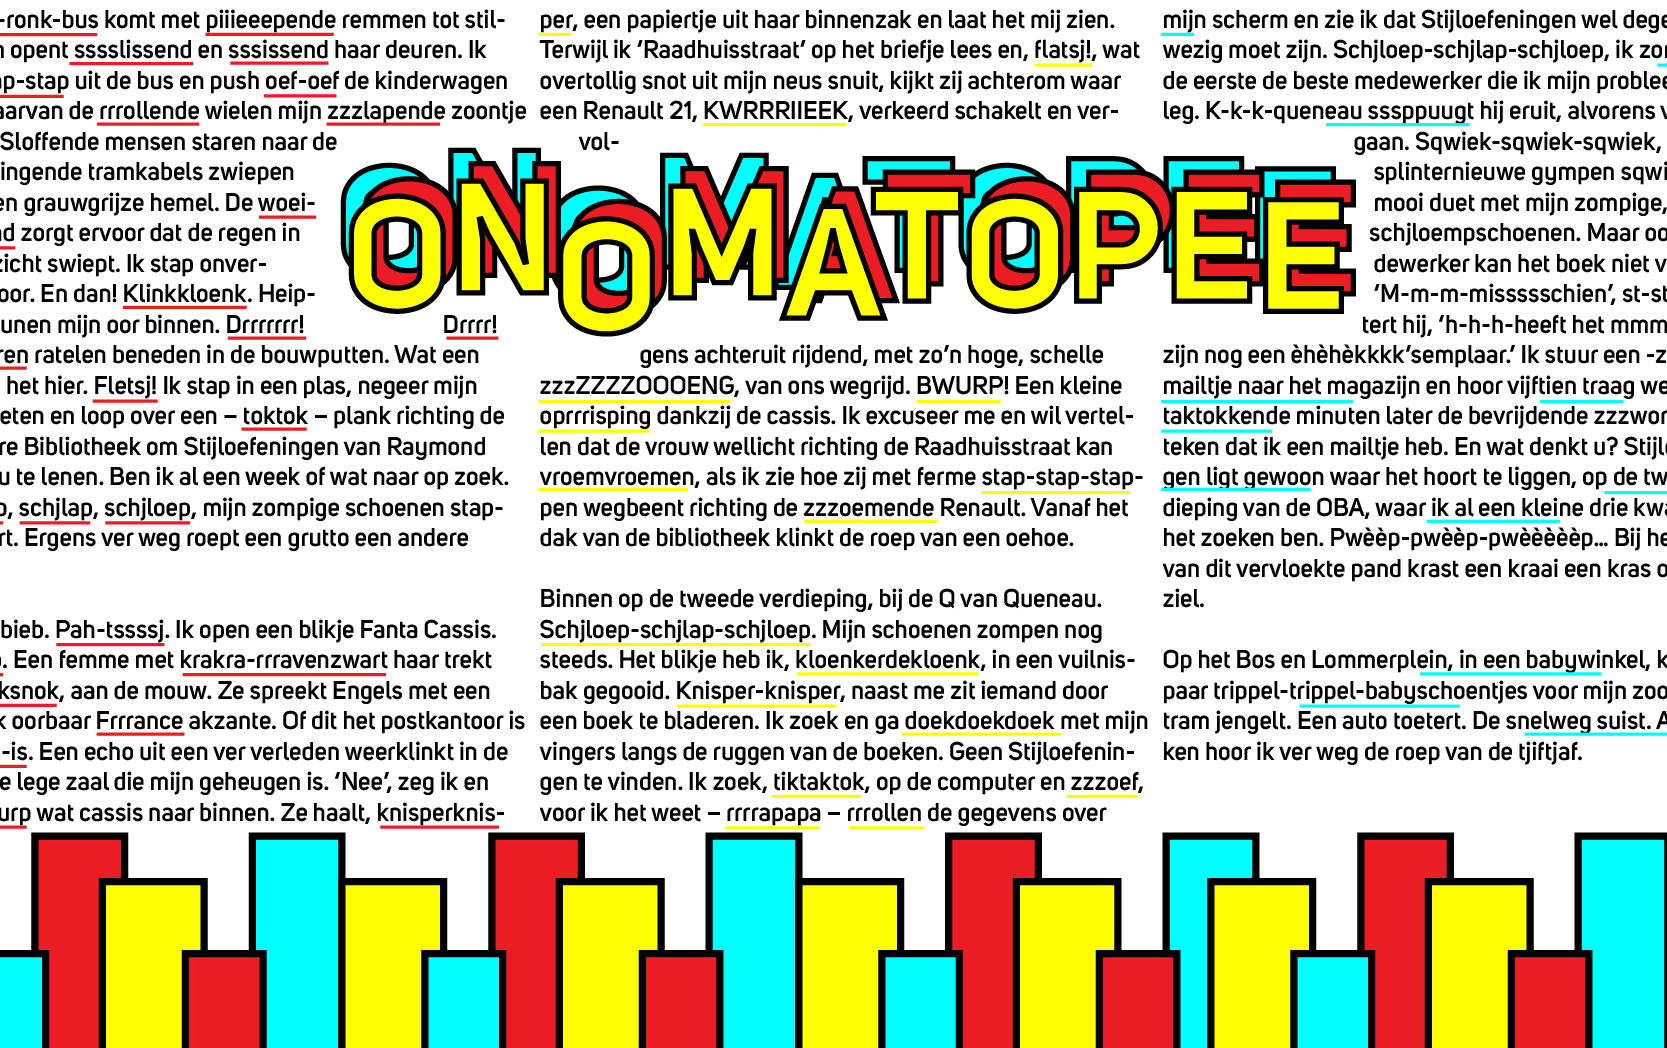 -ronk-bus komt met piiieeepende remmen tot stil-
opent sssslissend en sssissend haar deuren. Ik
ap-stap uit de bus en push oef-oef de kinderwagen
aarvan de rrrollende wielen mijn zzzlapende zoontje
Sloffende mensen staren naar de
ingende tramkabels zwiepen
en grauwgrijze hemel. De woei-
nd zorgt ervoor dat de regen in
zicht swiept. Ik stap onver-
oor. En dan! Klinkkloenk. Heip-
unen mijn oor binnen. Drrrrrrr! Drrrr!
ren ratelen beneden in de bouwputten. Wat een
het hier. Fletsj! Ik stap in een plas, negeer mijn
eten en loop over een – toktok – plank richting de
re Bibliotheek om Stijloefeningen van Raymond
u te lenen. Ben ik al een week of wat naar op zoek.
p, schjlap, schjloep, mijn zompige schoenen stap-
rt. Ergens ver weg roept een grutto een andere
bieb. Pah-tssssj. Ik open een blikje Fanta Cassis.
. Een femme met krakra-rrravenzwart haar trekt
ksnok, aan de mouw. Ze spreekt Engels met een
k oorbaar Frrrance akzante. Of dit het postkantoor is
-is. Een echo uit een ver verleden weerklinkt in de
e lege zaal die mijn geheugen is. ‘Nee’, zeg ik en
urp wat cassis naar binnen. Ze haalt, knisperknis-
per, een papiertje uit haar binnenzak en laat het mij zien.
Terwijl ik ‘Raadhuisstraat’ op het briefje lees en, flatsj!, wat
overtollig snot uit mijn neus snuit, kijkt zij achterom waar
een Renault 21, KWRRRIIEEK, verkeerd schakelt en ver-
vol-
ONOMATOPEE
gens achteruit rijdend, met zo’n hoge, schelle
zzzZZZZOOOENG, van ons wegrijd. BWURP! Een kleine
oprrrisping dankzij de cassis. Ik excuseer me en wil vertel-
len dat de vrouw wellicht richting de Raadhuisstraat kan
vroemvroemen, als ik zie hoe zij met ferme stap-stap-stap-
pen wegbeent richting de zzzoemende Renault. Vanaf het
dak van de bibliotheek klinkt de roep van een oehoe.
Binnen op de tweede verdieping, bij de Q van Queneau.
Schjloep-schjlap-schjloep. Mijn schoenen zompen nog
steeds. Het blikje heb ik, kloenkerdekloenk, in een vuilnis-
bak gegooid. Knisper-knisper, naast me zit iemand door
een boek te bladeren. Ik zoek en ga doekdoekdoek met mijn
vingers langs de ruggen van de boeken. Geen Stijloefenin-
gen te vinden. Ik zoek, tiktaktok, op de computer en zzzoef,
voor ik het weet – rrrrapapa – rrrollen de gegevens over
mijn scherm en zie ik dat Stijloefeningen wel dege
wezig moet zijn. Schjloep-schjlap-schjloep, ik zo
de eerste de beste medewerker die ik mijn problee
leg. K-k-k-queneau sssppuugt hij eruit, alvorens v
gaan. Sqwiek-sqwiek-sqwiek,
splinternieuwe gympen sqwi
mooi duet met mijn zompige,
schjloempschoenen. Maar oo
dewerker kan het boek niet v
‘M-m-m-missssschien’, st-st
tert hij, ‘h-h-h-heeft het mmm
zijn nog een èhèhèkkkk’semplaar.’ Ik stuur een -z
mailtje naar het magazijn en hoor vijftien traag we
taktokkende minuten later de bevrijdende zzzwor
teken dat ik een mailtje heb. En wat denkt u? Stijlo
gen ligt gewoon waar het hoort te liggen, op de tw
dieping van de OBA, waar ik al een kleine drie kwa
het zoeken ben. Pwèèp-pwèèp-pwèèèèèp... Bij he
van dit vervloekte pand krast een kraai een kras o
ziel.
Op het Bos en Lommerplein, in een babywinkel, k
paar trippel-trippel-babyschoentjes voor mijn zoo
tram jengelt. Een auto toetert. De snelweg suist. A
ken hoor ik ver weg de roep van de tjiftjaf.